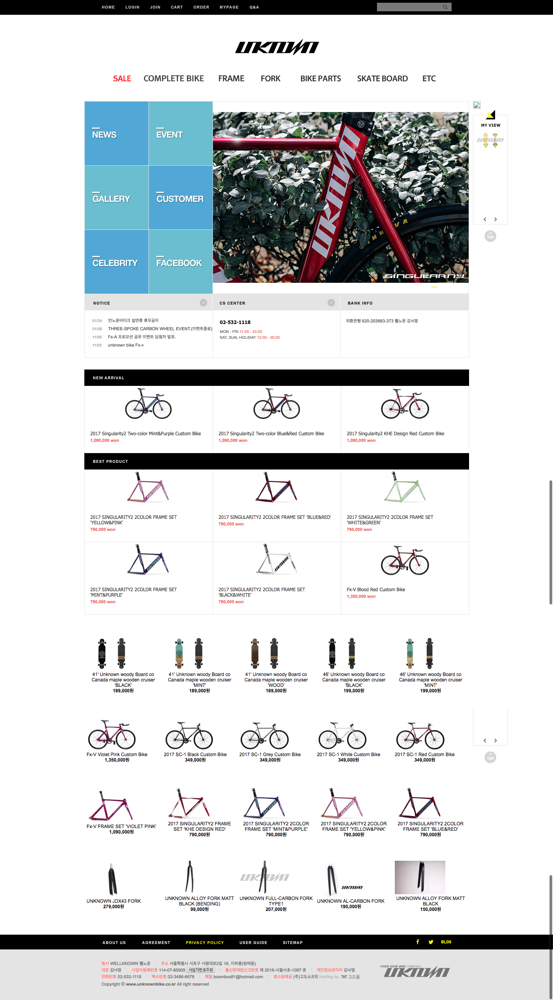 HOME LOGIN JOIN CART ORDER MYPAGE Q&A
UNKNOWN
SALE COMPLETE BIKE FRAME FORK BIKE PARTS SKATE BOARD ETC
NEWS EVENT
MY VIEW
GALLERY CUSTOMER
CELEBRITY FACEBOOK
TOP
SINGULARITY
NOTICE CS CENTER BANK INFO
01/24 언노운바이크 설연휴 휴무공지
01/08 THREE-SPOKE CARBON WHEEL EVENT.(이벤트종료)
11/06 Fx-A 프로모션 공유 이벤트 당첨자 발표.
11/02 unknown bike Fx-v
02-532-1118
MON - FRI 11:00 - 20:00
SAT, SUN, HOLIDAY 12:00 - 20:00
외환은행 620-203683-373 웰노운 김낙영
NEW ARRIVAL
2017 Singularity2 Two-color Mint&Purple Custom Bike
1,090,000 won
2017 Singularity2 Two-color Blue&Red Custom Bike
1,090,000 won
2017 Singularity2 KHE Design Red Custom Bike
1,090,000 won
BEST PRODUCT
2017 SINGULARITY2 2COLOR FRAME SET
'YELLOW&PINK'
790,000 won
2017 SINGULARITY2 2COLOR FRAME SET 'BLUE&RED'
790,000 won
2017 SINGULARITY2 2COLOR FRAME SET
'WHITE&GREEN'
790,000 won
2017 SINGULARITY2 2COLOR FRAME SET
'MINT&PURPLE'
790,000 won
2017 SINGULARITY2 2COLOR FRAME SET
'BLACK&WHITE'
790,000 won
Fx-V Blood Red Custom Bike
1,350,000 won
41' Unknown woody Board co
Canada maple wooden cruiser
'BLACK'
189,000원
41' Unknown woody Board co
Canada maple wooden cruiser
'MINT'
189,000원
41' Unknown woody Board co
Canada maple wooden cruiser
'WOOD'
189,000원
46' Unknown woody Board co
Canada maple wooden cruiser
'BLACK'
199,000원
46' Unknown woody Board co
Canada maple wooden cruiser
'MINT'
199,000원
Fx-V Violet Pink Custom Bike
1,350,000원
2017 SC-1 Black Custom Bike
349,000원
2017 SC-1 Grey Custom Bike
349,000원
2017 SC-1 White Custom Bike
349,000원
2017 SC-1 Red Custom Bike
349,000원
TOP
Fx-V FRAME SET 'VIOLET PINK'
1,090,000원
2017 SINGULARITY2 FRAME
SET 'KHE DESIGN RED'
790,000원
2017 SINGULARITY2 2COLOR
FRAME SET 'MINT&PURPLE'
790,000원
2017 SINGULARITY2 2COLOR
FRAME SET 'YELLOW&PINK'
790,000원
2017 SINGULARITY2 2COLOR
FRAME SET 'BLUE&RED'
790,000원
UNKNOWN JDX43 FORK
279,000원
UNKNOWN ALLOY FORK MATT
BLACK (BENDING)
99,000원
UNKNOWN FULL-CARBON FORK
TYPE1
207,000원
UNKNOWN AL-CARBON FORK
190,000원
UNKNOWN ALLOY FORK MATT
BLACK
150,000원
ABOUT US AGREEMENT PRIVACY POLICY USER GUIDE SITEMAP BLOG
회사 WELLKNOWN 웰노운 주소 서울특별시 서초구 사평대로2길 16, 지하층(방배동)
대표 김낙영 사업자등록번호 114-07-85909 사업자번호조회 통신판매업신고번호 제 2016-서울서초-1097 호 개인정보관리자 김낙영
전화번호 02-532-1118 팩스번호 02-3486-6678 메일 boombox81@hotmail.com 호스팅제공 (주)고도소프트 hosting by 고도몰
Copyright ⓒ www.unknownbike.co.kr All right reserved
FIXED GEAR BIKE COMPANY
UNKNOWN